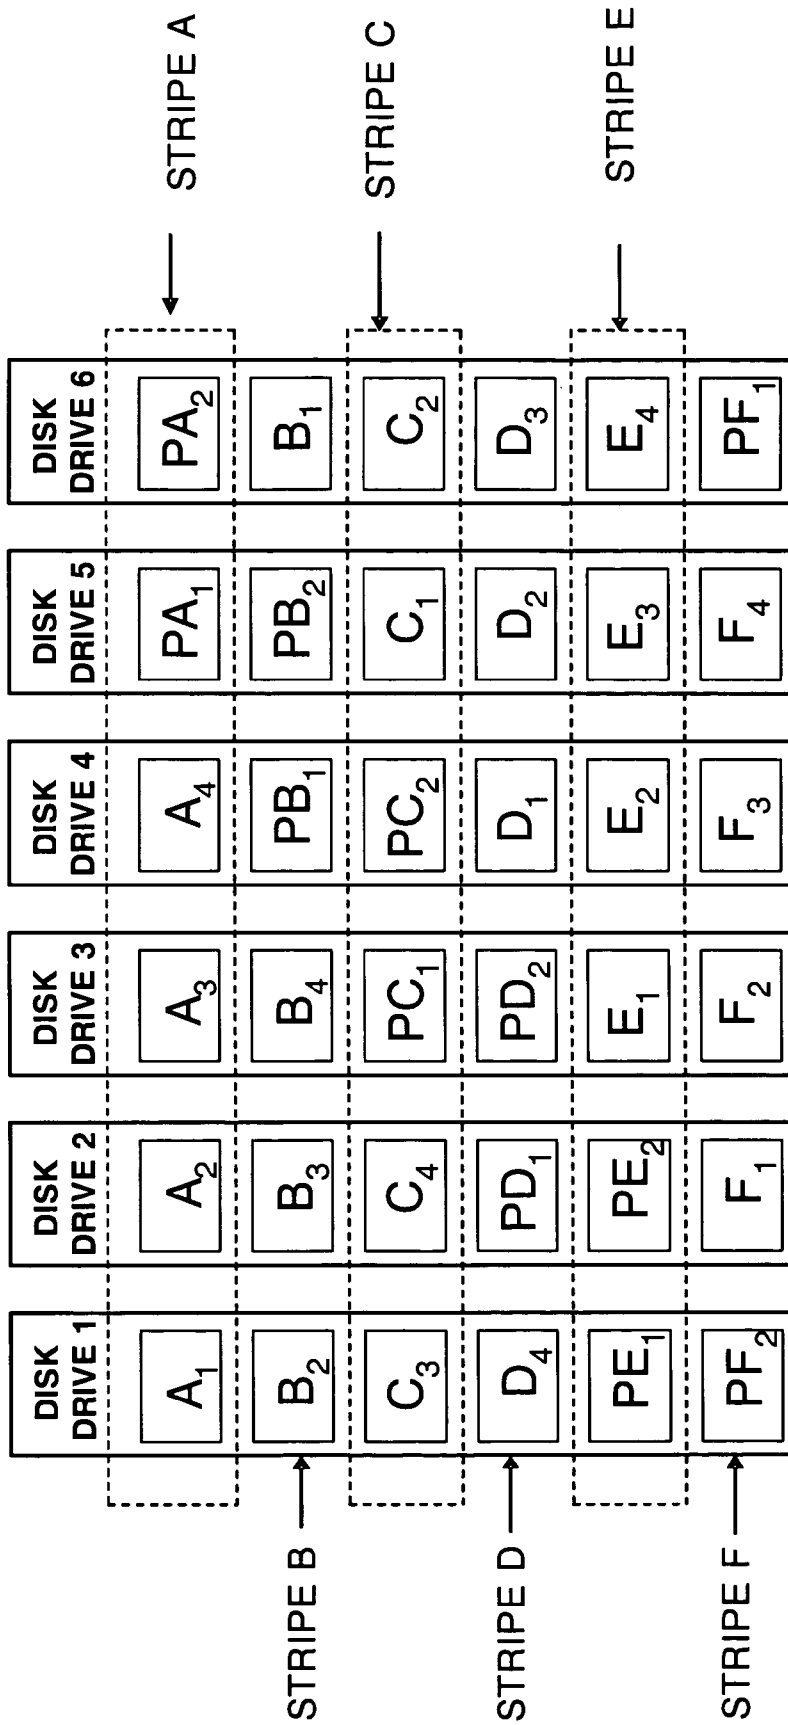 DISK DRIVE 1
DISK DRIVE 2
DISK DRIVE 3
DISK DRIVE 4
DISK DRIVE 5
DISK DRIVE 6
A₁ A₂ A₃ A₄ PA₁ PA₂
STRIPE A
STRIPE B
B₂ B₃ B₄ PB₁ PB₂ B₁
C₃ C₄ PC₁ PC₂ C₁ C₂
STRIPE C
STRIPE D
D₄ PD₁ PD₂ D₁ D₂ D₃
PE₁ PE₂ E₁ E₂ E₃ E₄
STRIPE E
STRIPE F
PF₂ F₁ F₂ F₃ F₄ PF₁